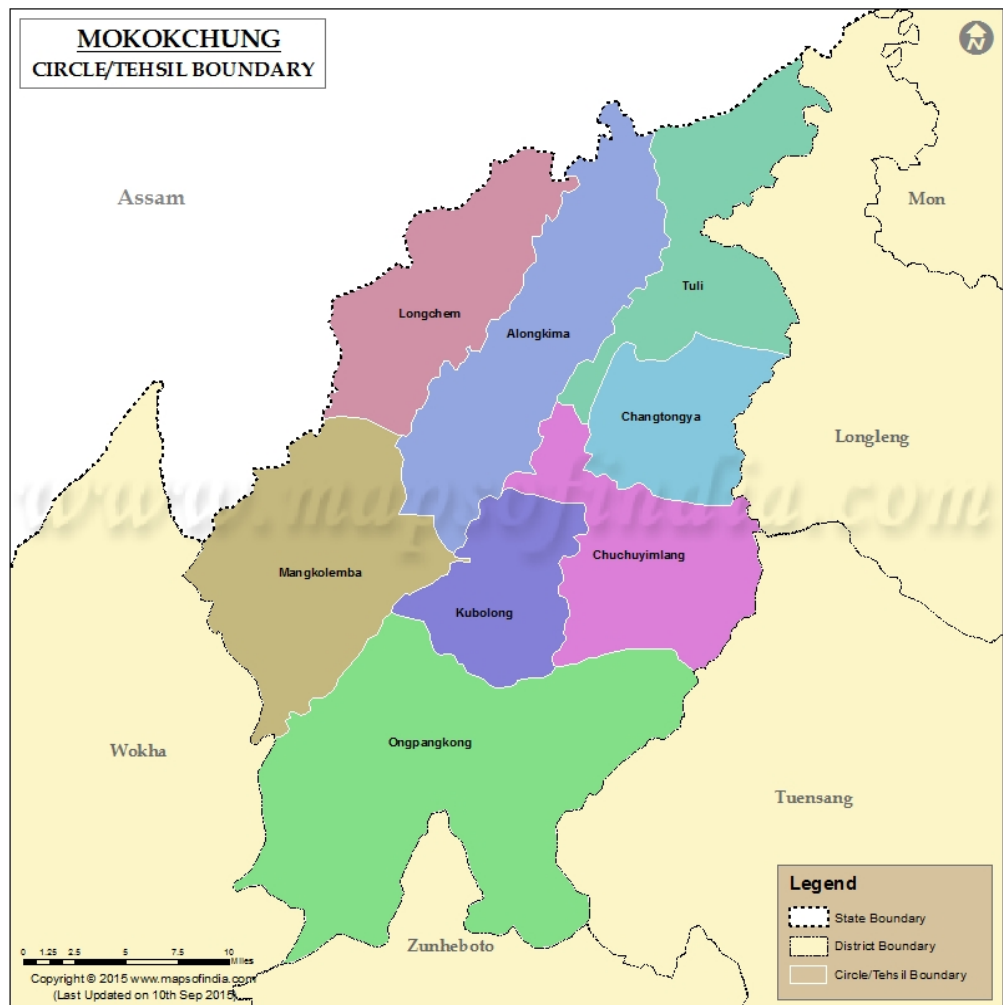 MOKOKCHUNG
CIRCLE/TEHSIL BOUNDARY
N
Assam
Mon
Tuli
Longchem
Alongkima
Changtongya
Longleng
www.mapsofindia.com
Chuchuyimlang
Mangkolemba
Kubolong
Ongpangkong
Wokha
Tuensang
Zunheboto
Legend
State Boundary
District Boundary
Circle/Tehsil Boundary
0 1.25 2.5 5 7.5 10
Miles
Copyright © 2015 www.mapsofindia.com
(Last Updated on 10th Sep 2015)